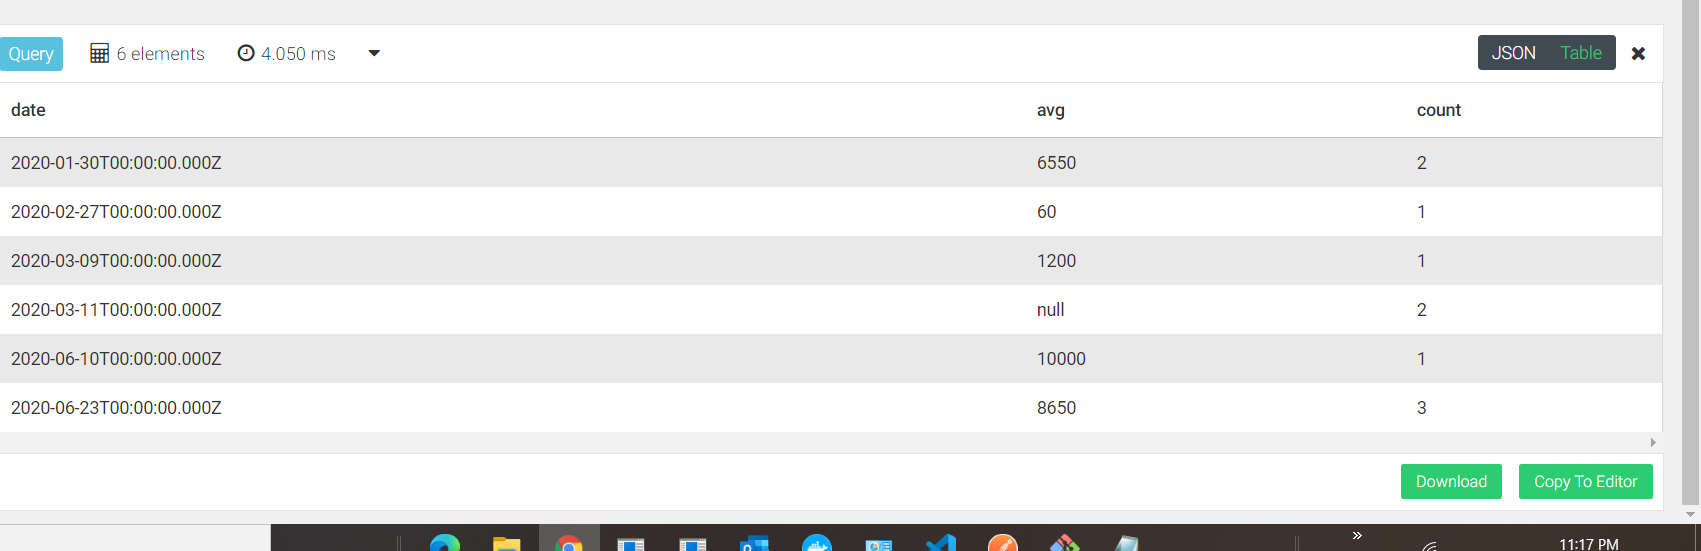 Query 6 elements 4.050 ms JSON Table
date avg count
2020-01-30T00:00:00.000Z 6550 2
2020-02-27T00:00:00.000Z 60 1
2020-03-09T00:00:00.000Z 1200 1
2020-03-11T00:00:00.000Z null 2
2020-06-10T00:00:00.000Z 10000 1
2020-06-23T00:00:00.000Z 8650 3
Download Copy To Editor
11:17 PM